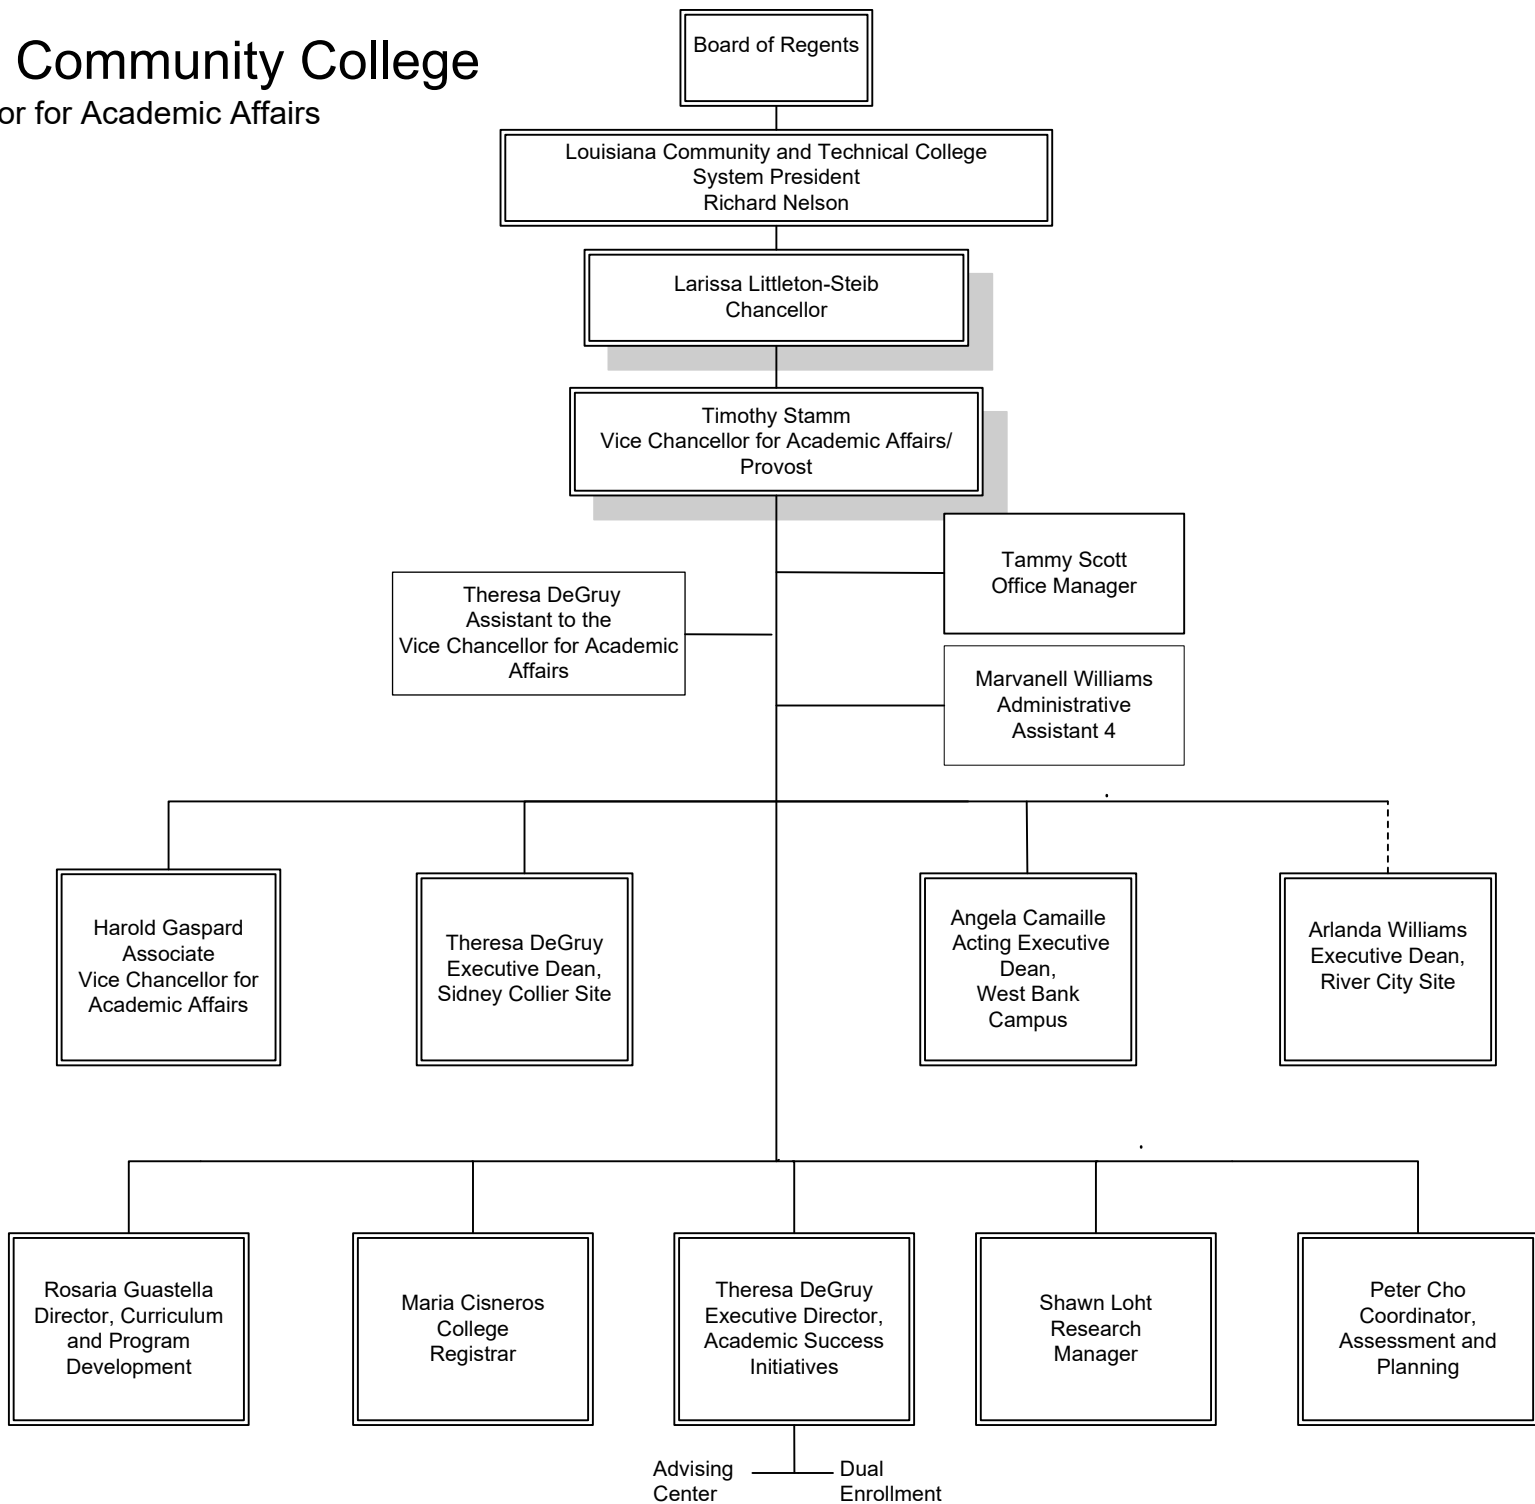 Community College
or for Academic Affairs
Board of Regents
Louisiana Community and Technical College
System President
Richard Nelson
Larissa Littleton-Steib
Chancellor
Timothy Stamm
Vice Chancellor for Academic Affairs/
Provost
Tammy Scott
Office Manager
Theresa DeGruy
Assistant to the
Vice Chancellor for Academic
Affairs
Marvanell Williams
Administrative
Assistant 4
Harold Gaspard
Associate
Vice Chancellor for
Academic Affairs
Theresa DeGruy
Executive Dean,
Sidney Collier Site
Angela Camaille
Acting Executive
Dean,
West Bank
Campus
Arlanda Williams
Executive Dean,
River City Site
Rosaria Guastella
Director, Curriculum
and Program
Development
Maria Cisneros
College
Registrar
Theresa DeGruy
Executive Director,
Academic Success
Initiatives
Shawn Loht
Research
Manager
Peter Cho
Coordinator,
Assessment and
Planning
Advising
Center
Dual
Enrollment